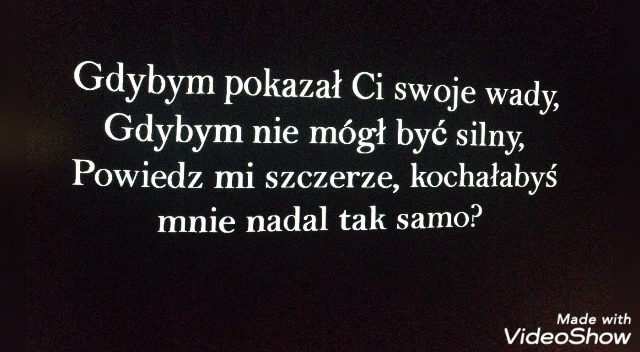 Gdybym pokazał Ci swoje wady,
Gdybym nie mógł być silny,
Powiedz mi szczerze, kochałabyś
mnie nadal tak samo?
Made with
VideoShow